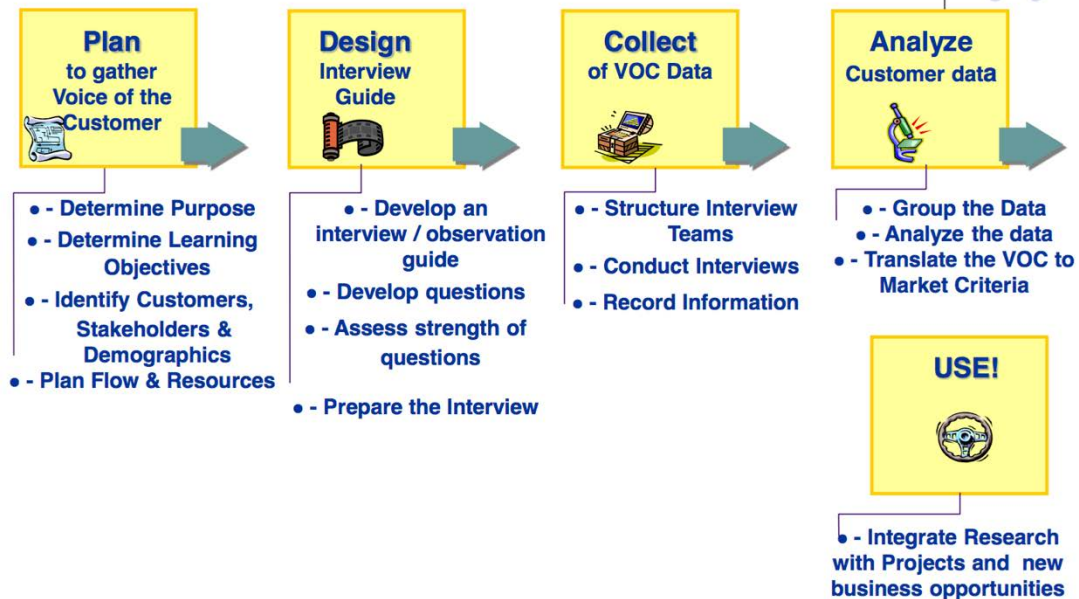 Plan
to gather
Voice of the
Customer
• - Determine Purpose
• - Determine Learning
Objectives
• - Identify Customers,
Stakeholders &
Demographics
• - Plan Flow & Resources
Design
Interview
Guide
• - Develop an
interview / observation
guide
• - Develop questions
• - Assess strength of
questions
• - Prepare the Interview
Collect
of VOC Data
• - Structure Interview
Teams
• - Conduct Interviews
• - Record Information
Analyze
Customer data
• - Group the Data
• - Analyze the data
• - Translate the VOC to
Market Criteria
USE!
• - Integrate Research
with Projects and new
business opportunities